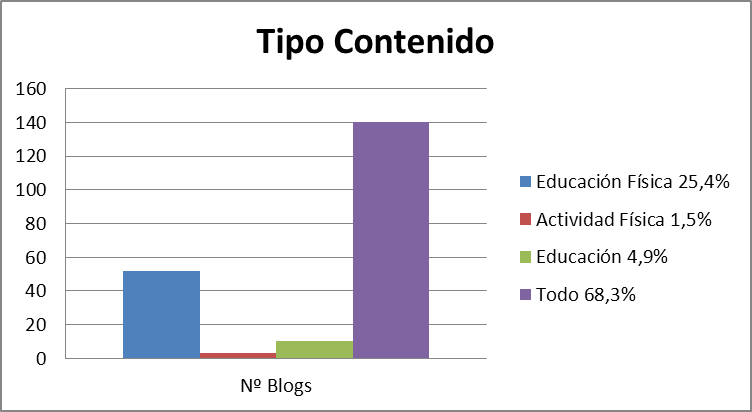 Tipo Contenido
160
140
120
100
80
60
40
20
0
Nº Blogs
Educación Física 25,4%
Actividad Física 1,5%
Educación 4,9%
Todo 68,3%